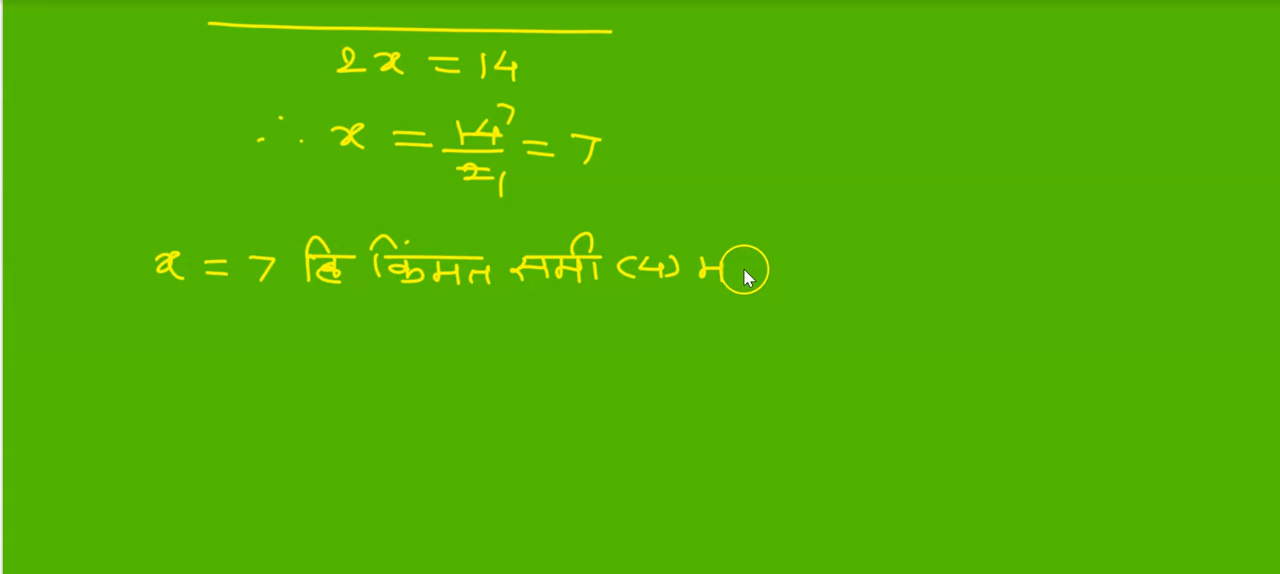 2x = 14
∴ x = 14/2 = 7
x = 7 हि किंमत समी (4) म